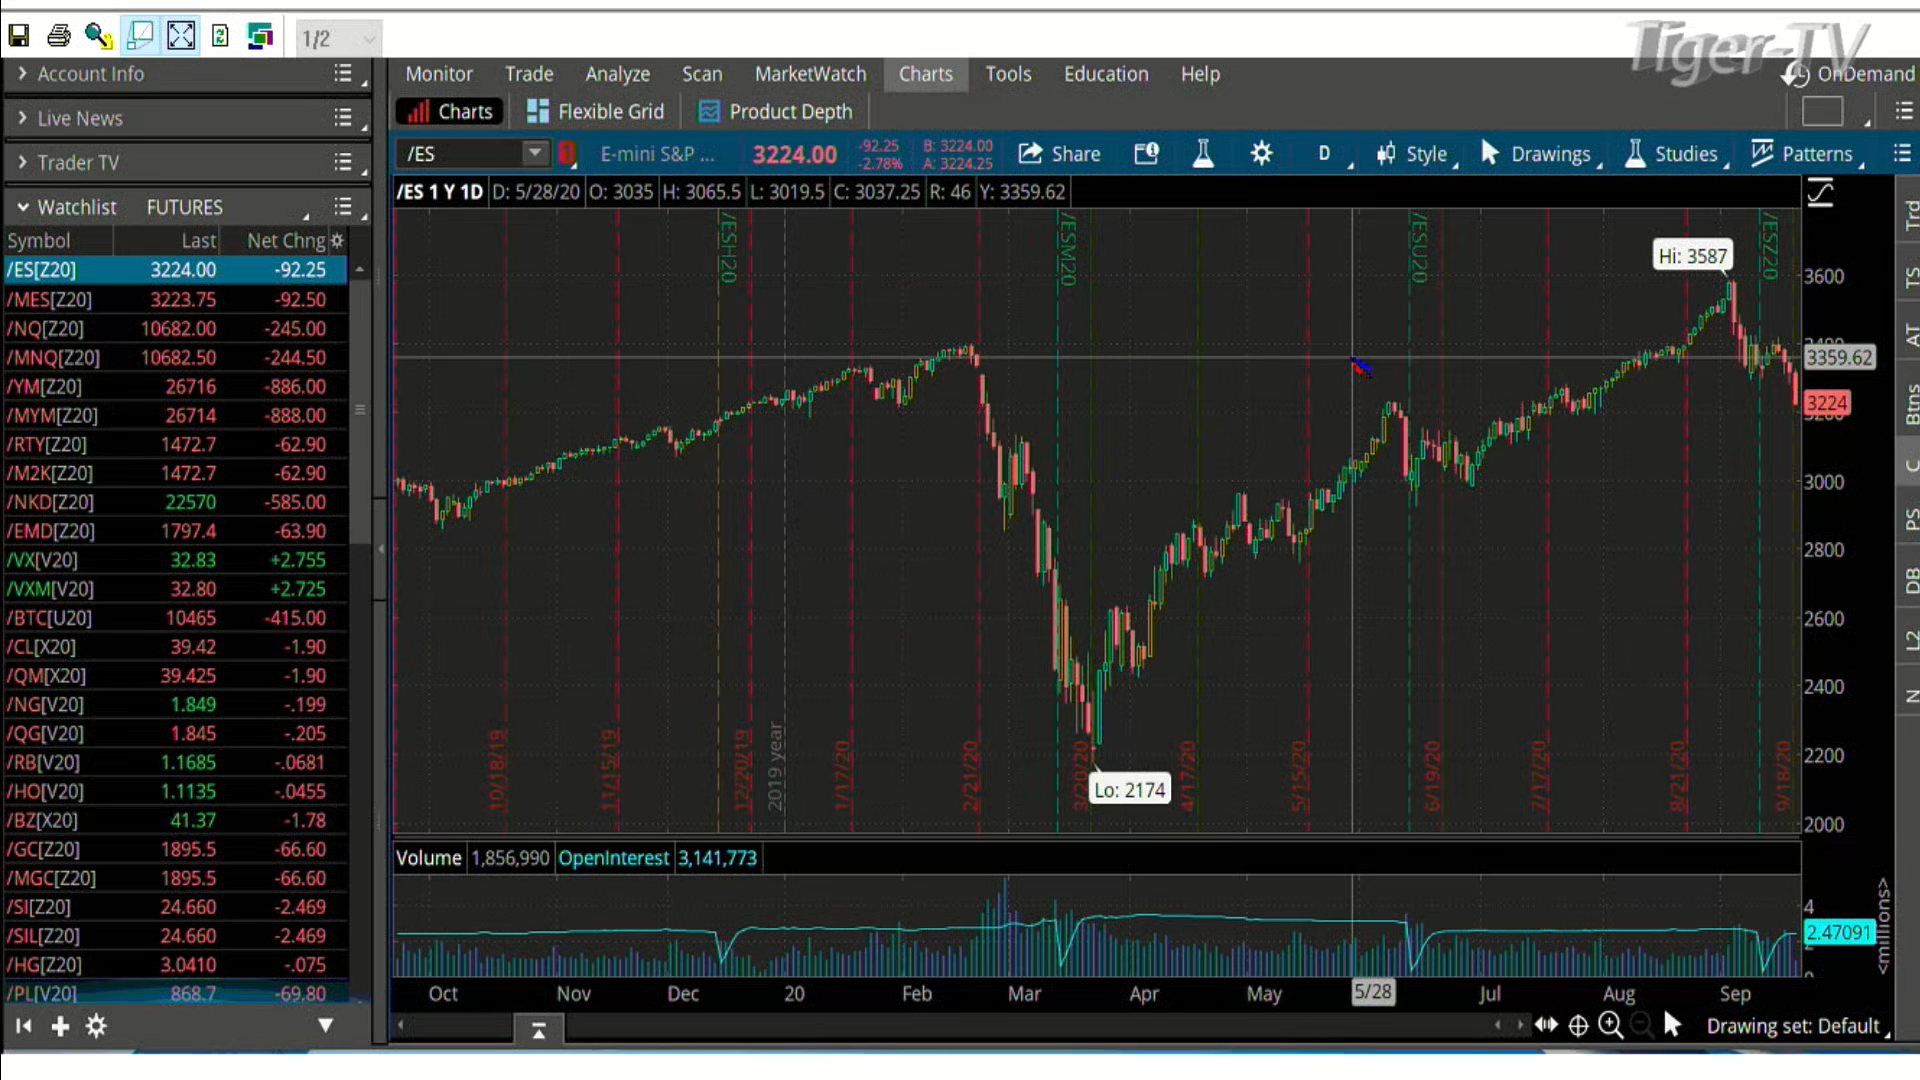 1/2
Tiger-TV
Account Info
Live News
Trader TV
Watchlist FUTURES
Symbol Last Net Chng
/ES[Z20] 3224.00 -92.25
/MES[Z20] 3223.75 -92.50
/NQ[Z20] 10682.00 -245.00
/MNQ[Z20] 10682.50 -244.50
/YM[Z20] 26716 -886.00
/MYM[Z20] 26714 -888.00
/RTY[Z20] 1472.7 -62.90
/M2K[Z20] 1472.7 -62.90
/NKD[Z20] 22570 -585.00
/EMD[Z20] 1797.4 -63.90
/VX[V20] 32.83 +2.755
/VXM[V20] 32.80 +2.725
/BTC[U20] 10465 -415.00
/CL[X20] 39.42 -1.90
/QM[X20] 39.425 -1.90
/NG[V20] 1.849 -.199
/QG[V20] 1.845 -.205
/RB[V20] 1.1685 -.0681
/HO[V20] 1.1135 -.0455
/BZ[X20] 41.37 -1.78
/GC[Z20] 1895.5 -66.60
/MGC[Z20] 1895.5 -66.60
/SI[Z20] 24.660 -2.469
/SIL[Z20] 24.660 -2.469
/HG[Z20] 3.0410 -.075
/PL[V20] 868.7 -69.80
Monitor Trade Analyze Scan MarketWatch Charts Tools Education Help
OnDemand
Charts Flexible Grid Product Depth
/ES 1 E-mini S&P ... 3224.00 -92.25 B: 3224.00 Share D Style Drawings Studies Patterns
-2.78% A: 3224.25
/ES 1 Y 1D D: 5/28/20 O: 3035 H: 3065.5 L: 3019.5 C: 3037.25 R: 46 Y: 3359.62
/ESH20 /ESM20 /ESU20 /ESZ20
Hi: 3587
Lo: 2174
3600
3400
3359.62
3224
3200
3000
2800
2600
2400
2200
2000
10/18/19 11/15/19 12/20/19 2019 year 1/17/20 2/21/20 3/20/20 4/17/20 5/15/20 6/19/20 7/17/20 8/21/20 9/18/20
Volume 1,856,990 OpenInterest 3,141,773
4
2.47091
2
0
<millions>
Oct Nov Dec 20 Feb Mar Apr May 5/28 Jul Aug Sep
Drawing set: Default
Trd
TS
AT
Btns
C
PS
DB
L2
N